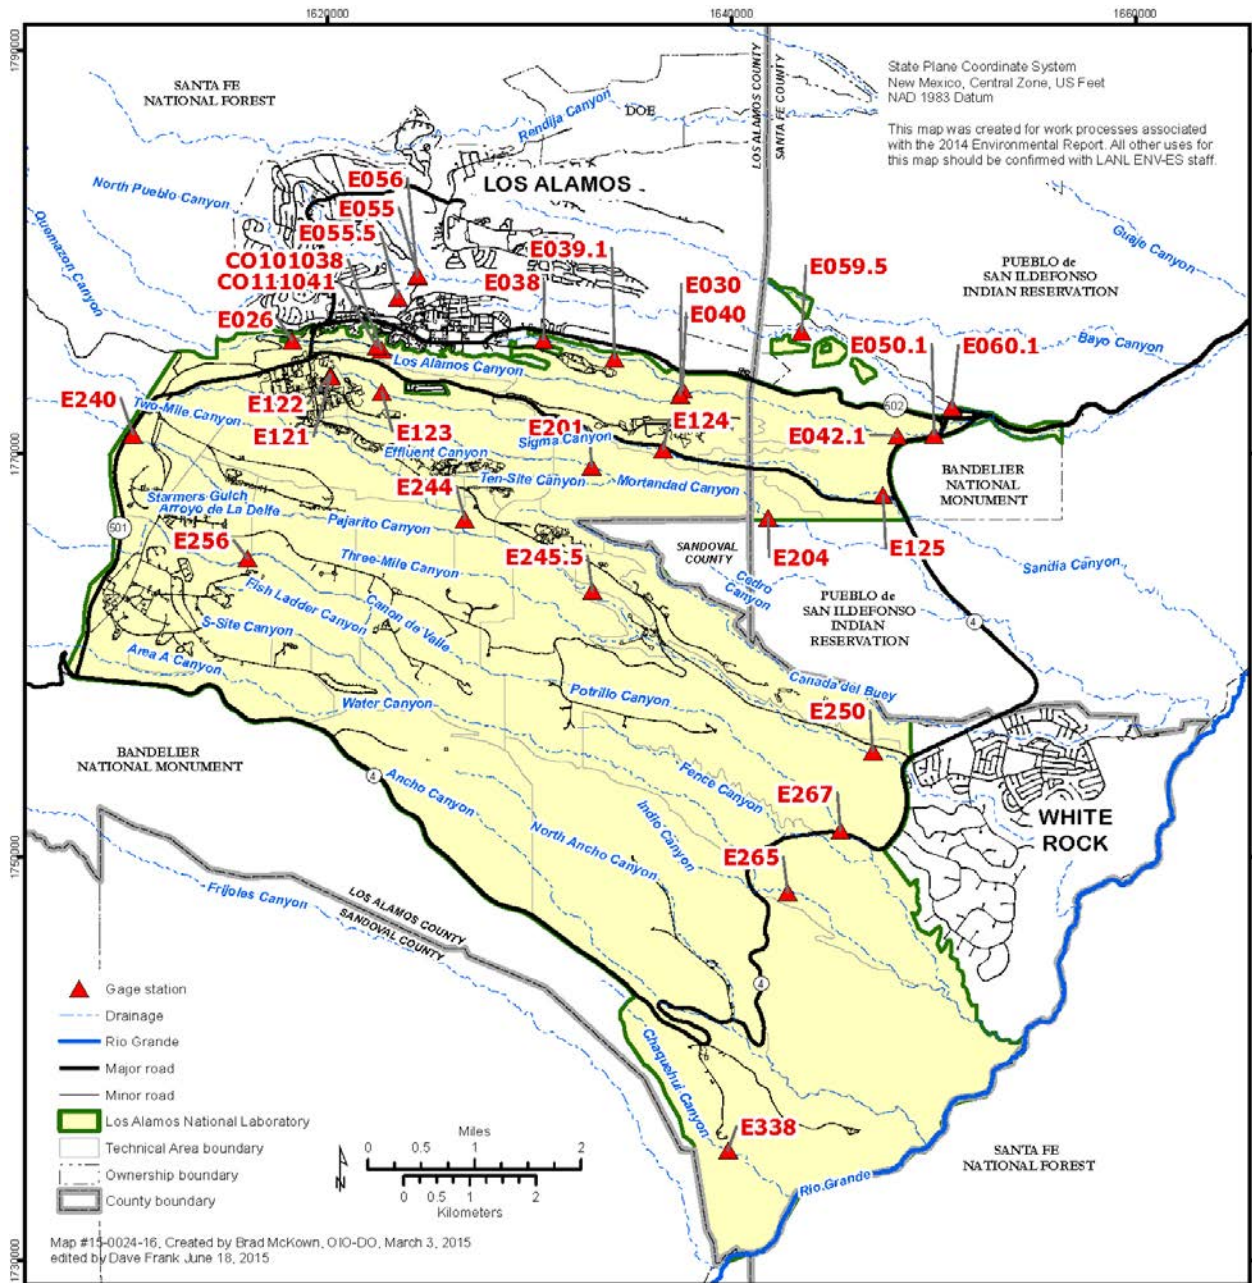 1620000
1640000
1660000
1790000
1770000
1750000
1730000
State Plane Coordinate System
New Mexico, Central Zone, US Feet
NAD 1983 Datum
This map was created for work processes associated
with the 2014 Environmental Report. All other uses for
this map should be confirmed with LANL ENV-ES staff.
SANTA FE
NATIONAL FOREST
LOS ALAMOS COUNTY
SANTA FE COUNTY
DOE
Rendija Canyon
LOS ALAMOS
E056
E055
E055.5
CO101038
CO111041
E026
E038
E039.1
E030
E040
E059.5
E050.1
E060.1
North Pueblo Canyon
Quemazon Canyon
Guaje Canyon
PUEBLO de
SAN ILDEFONSO
INDIAN RESERVATION
Bayo Canyon
Los Alamos Canyon
E240
Two-Mile Canyon
E122
E121
E123
E201
E124
E042.1
502
Sigma Canyon
Effluent Canyon
Ten-Site Canyon
Mortandad Canyon
BANDELIER
NATIONAL
MONUMENT
E244
Starmers Gulch
Arroyo de La Delfe
Pajarito Canyon
501
E256
E245.5
SANDOVAL
COUNTY
E204
E125
Sandia Canyon
Three-Mile Canyon
Cedro
Canyon
PUEBLO de
SAN ILDEFONSO
INDIAN
RESERVATION
4
Fish Ladder Canyon
Canon de Valle
S-Site Canyon
Area A Canyon
Water Canyon
Potrillo Canyon
Canada del Buey
E250
BANDELIER
NATIONAL MONUMENT
4
Ancho Canyon
Fence Canyon
Indio Canyon
E267
WHITE
ROCK
North Ancho Canyon
E265
Frijoles Canyon
LOS ALAMOS COUNTY
SANDOVAL COUNTY
4
Chaquehui Canyon
E338
SANTA FE
NATIONAL FOREST
Rio Grande
Gage station
Drainage
Rio Grande
Major road
Minor road
Los Alamos National Laboratory
Technical Area boundary
Ownership boundary
County boundary
N
Miles
0 0.5 1 2
0 0.5 1 2
Kilometers
Map #15-0024-16, Created by Brad McKown, OIO-DO, March 3, 2015
edited by Dave Frank June 18, 2015